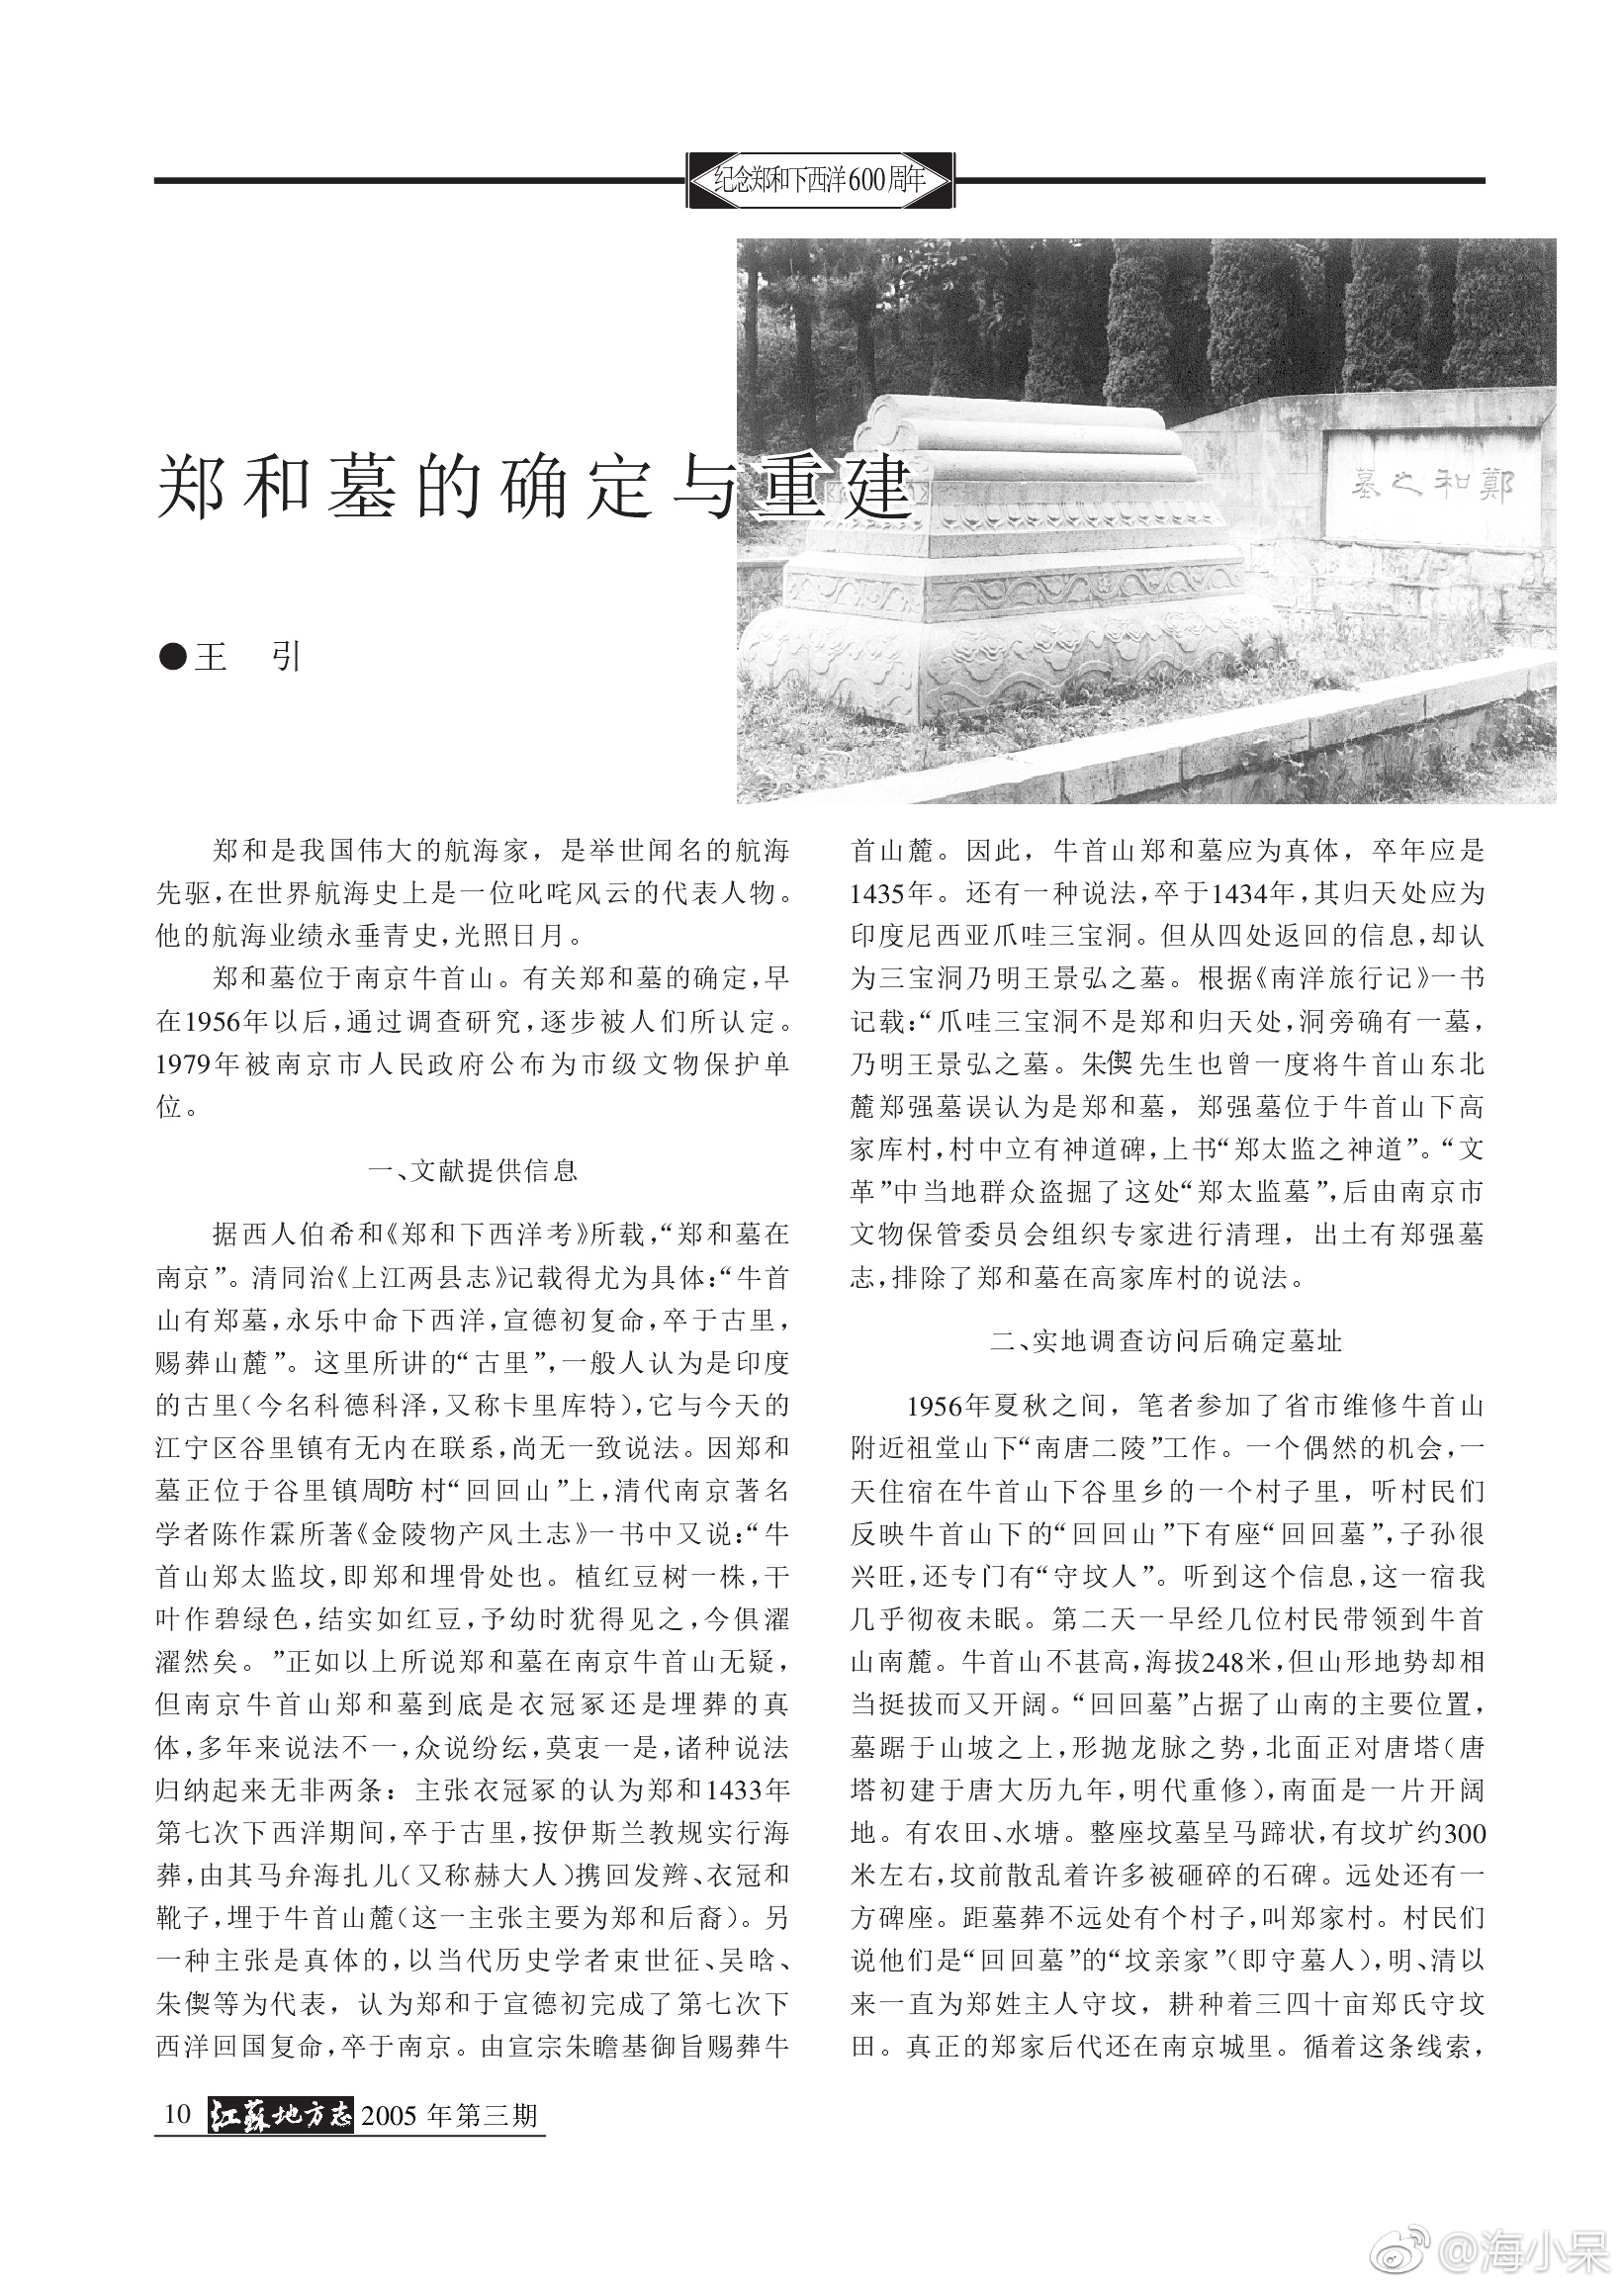 纪念郑和下西洋600周年
鄭和之墓
郑和墓的确定与重建
●王 引
郑和是我国伟大的航海家，是举世闻名的航海
先驱，在世界航海史上是一位叱咤风云的代表人物。
他的航海业绩永垂青史，光照日月。
郑和墓位于南京牛首山。有关郑和墓的确定，早
在1956年以后，通过调查研究，逐步被人们所认定。
1979年被南京市人民政府公布为市级文物保护单
位。
一、文献提供信息
据西人伯希和《郑和下西洋考》所载，“郑和墓在
南京”。清同治《上江两县志》记载得尤为具体：“牛首
山有郑墓，永乐中命下西洋，宣德初复命，卒于古里，
赐葬山麓”。这里所讲的“古里”，一般人认为是印度
的古里（今名科德科泽，又称卡里库特），它与今天的
江宁区谷里镇有无内在联系，尚无一致说法。因郑和
墓正位于谷里镇周昉村“回回山”上，清代南京著名
学者陈作霖所著《金陵物产风土志》一书中又说：“牛
首山郑太监坟，即郑和埋骨处也。植红豆树一株，干
叶作碧绿色，结实如红豆，予幼时犹得见之，今俱濯
濯然矣。”正如以上所说郑和墓在南京牛首山无疑，
但南京牛首山郑和墓到底是衣冠冢还是埋葬的真
体，多年来说法不一，众说纷纭，莫衷一是，诸种说法
归纳起来无非两条：主张衣冠冢的认为郑和1433年
第七次下西洋期间，卒于古里，按伊斯兰教规实行海
葬，由其马弁海扎儿（又称赫大人）携回发辫、衣冠和
靴子，埋于牛首山麓（这一主张主要为郑和后裔）。另
一种主张是真体的，以当代历史学者束世征、吴晗、
朱偰等为代表，认为郑和于宣德初完成了第七次下
西洋回国复命，卒于南京。由宣宗朱瞻基御旨赐葬牛
首山麓。因此，牛首山郑和墓应为真体，卒年应是
1435年。还有一种说法，卒于1434年，其归天处应为
印度尼西亚爪哇三宝洞。但从四处返回的信息，却认
为三宝洞乃明王景弘之墓。根据《南洋旅行记》一书
记载：“爪哇三宝洞不是郑和归天处，洞旁确有一墓，
乃明王景弘之墓。朱偰先生也曾一度将牛首山东北
麓郑强墓误认为是郑和墓，郑强墓位于牛首山下高
家库村，村中立有神道碑，上书“郑太监之神道”。“文
革”中当地群众盗掘了这处“郑太监墓”，后由南京市
文物保管委员会组织专家进行清理，出土有郑强墓
志，排除了郑和墓在高家库村的说法。
二、实地调查访问后确定墓址
1956年夏秋之间，笔者参加了省市维修牛首山
附近祖堂山下“南唐二陵”工作。一个偶然的机会，一
天住宿在牛首山下谷里乡的一个村子里，听村民们
反映牛首山下的“回回山”下有座“回回墓”，子孙很
兴旺，还专门有“守坟人”。听到这个信息，这一宿我
几乎彻夜未眠。第二天一早经几位村民带领到牛首
山南麓。牛首山不甚高，海拔248米，但山形地势却相
当挺拔而又开阔。“回回墓”占据了山南的主要位置，
墓踞于山坡之上，形抛龙脉之势，北面正对唐塔（唐
塔初建于唐大历九年，明代重修），南面是一片开阔
地。有农田、水塘。整座坟墓呈马蹄状，有坟圹约300
米左右，坟前散乱着许多被砸碎的石碑。远处还有一
方碑座。距墓葬不远处有个村子，叫郑家村。村民们
说他们是“回回墓”的“坟亲家”（即守墓人），明、清以
来一直为郑姓主人守坟，耕种着三四十亩郑氏守坟
田。真正的郑家后代还在南京城里。循着这条线索，
10 江蘇地方志 2005 年第三期
@海小呆